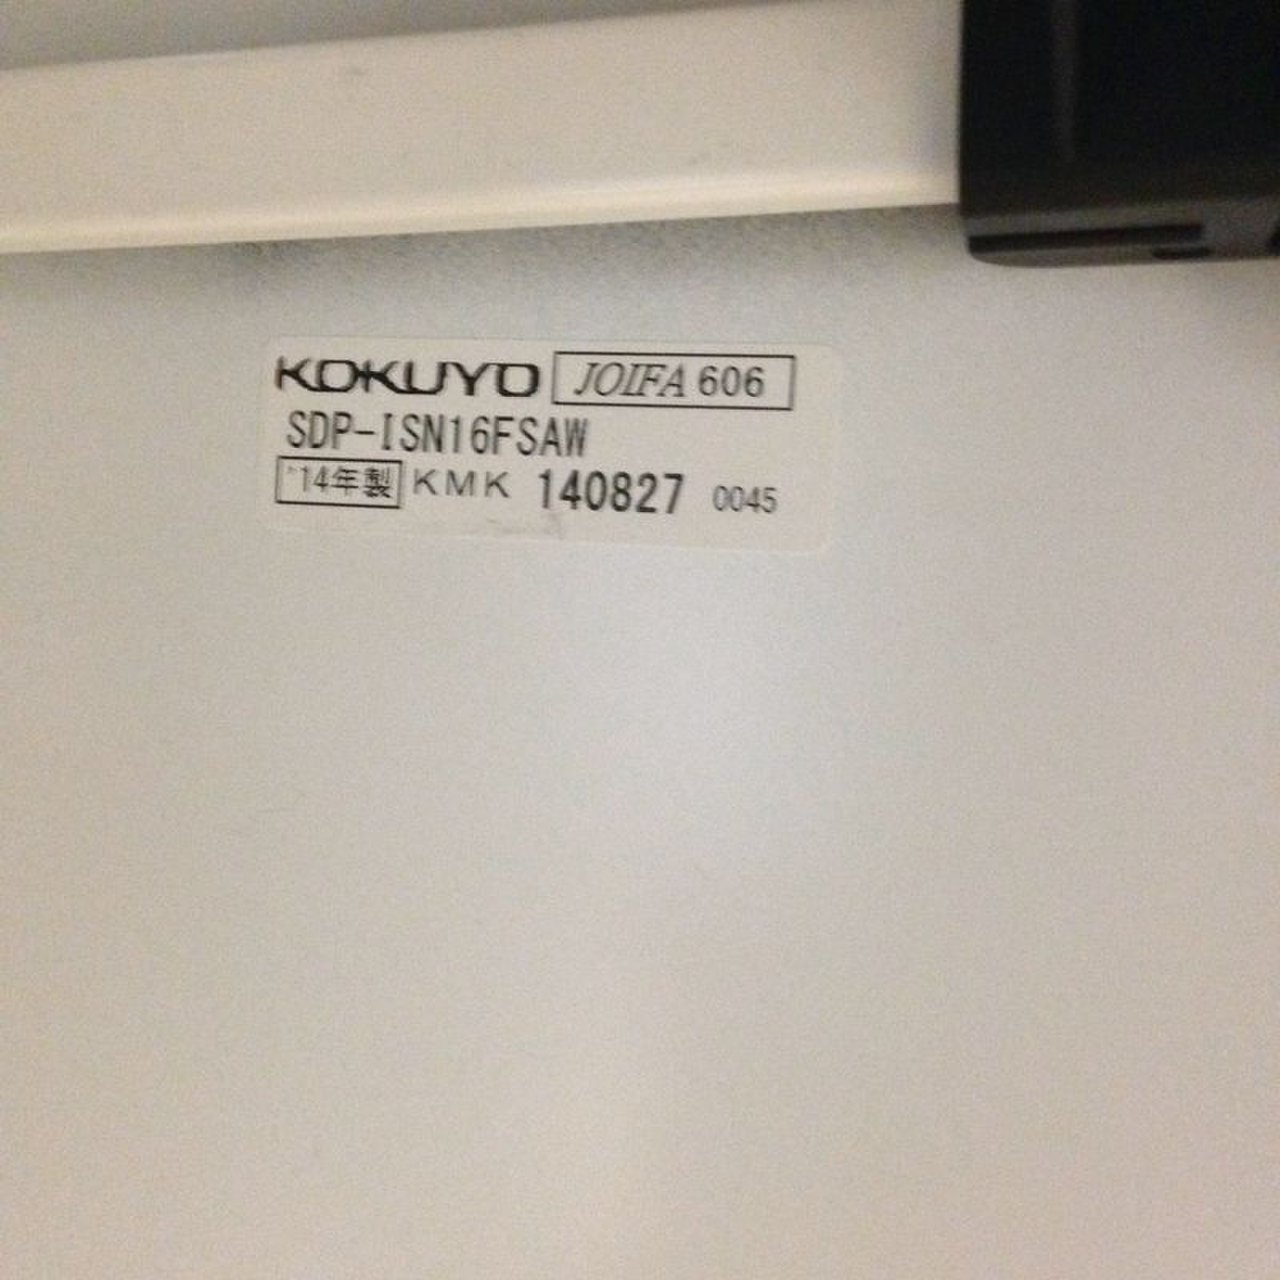 KOKUYO JOIFA 606
SDP-ISN16FSAW
'14年製 KMK 140827 0045